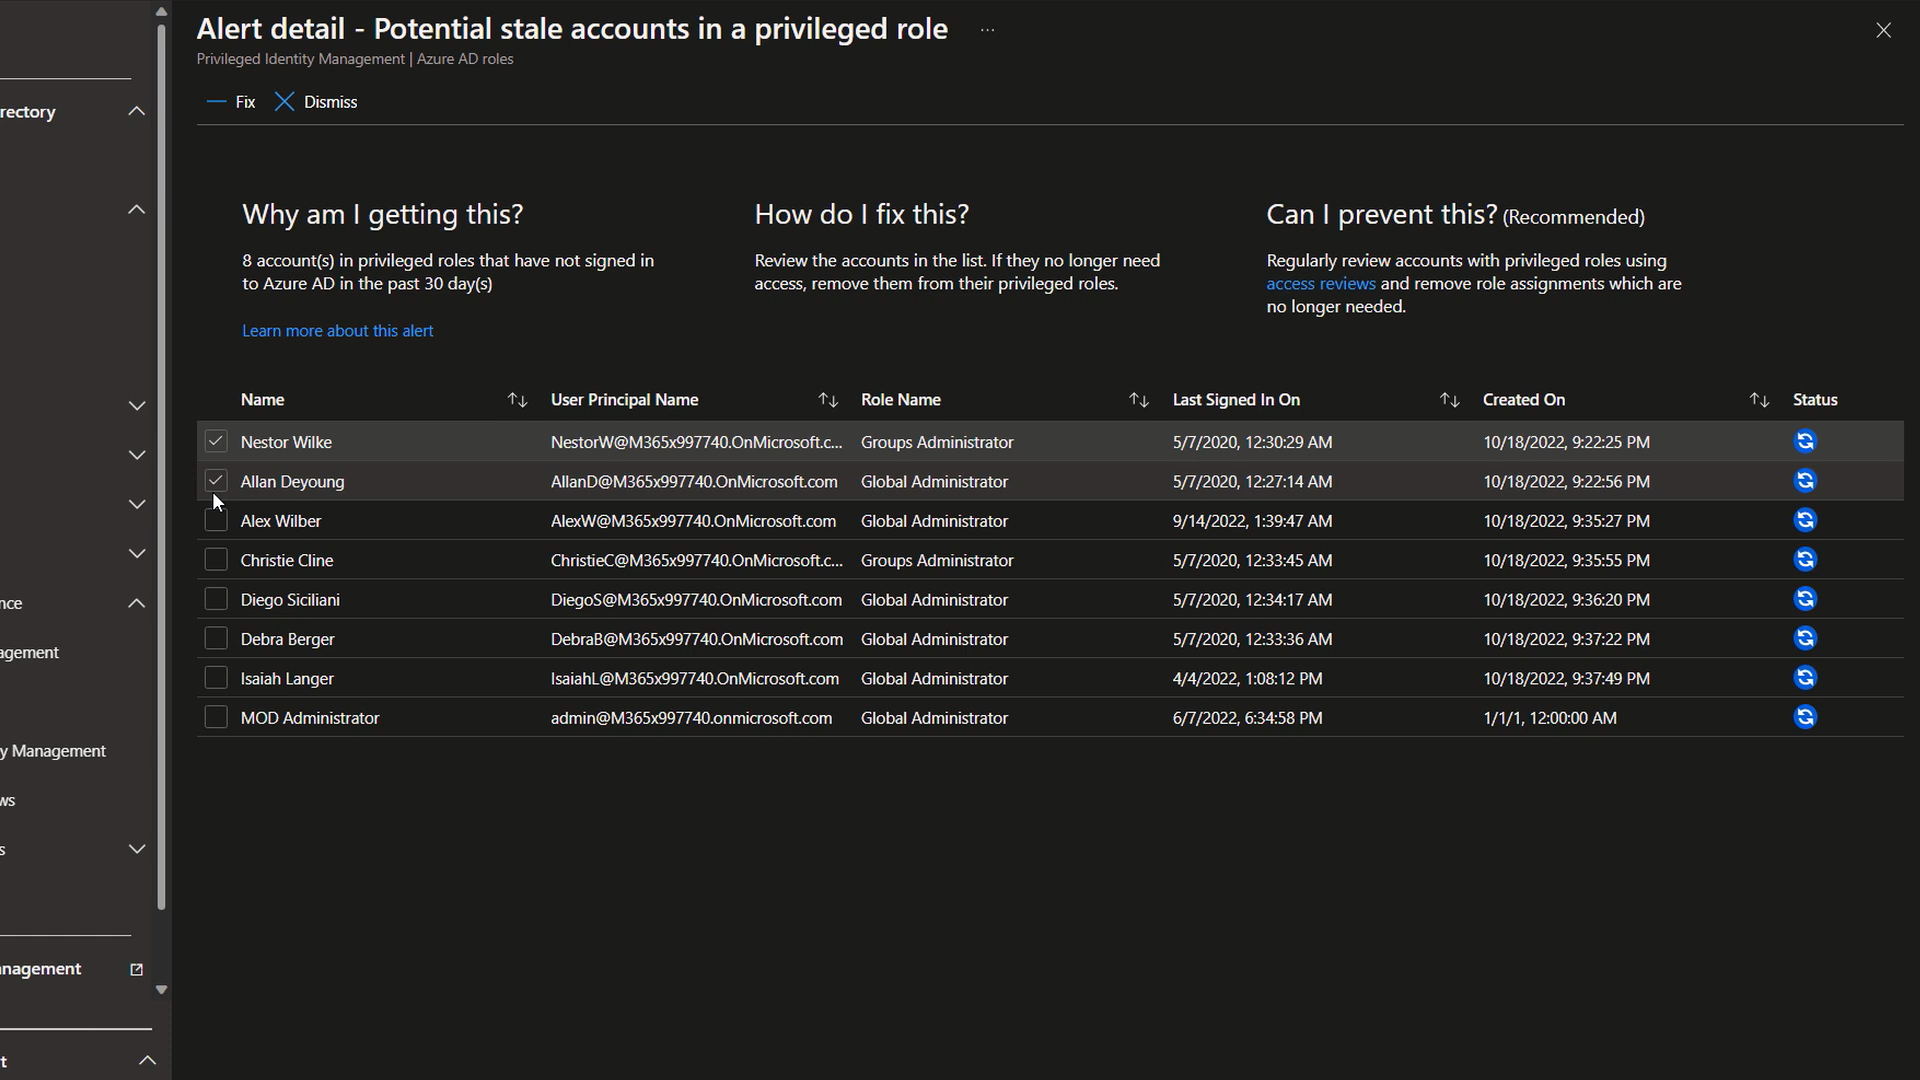 Alert detail - Potential stale accounts in a privileged role ...
Privileged Identity Management | Azure AD roles
Fix Dismiss
rectory
Why am I getting this?
8 account(s) in privileged roles that have not signed in
to Azure AD in the past 30 day(s)
Learn more about this alert
How do I fix this?
Review the accounts in the list. If they no longer need
access, remove them from their privileged roles.
Can I prevent this? (Recommended)
Regularly review accounts with privileged roles using
access reviews and remove role assignments which are
no longer needed.
Name User Principal Name Role Name Last Signed In On Created On Status
Nestor Wilke NestorW@M365x997740.OnMicrosoft.c... Groups Administrator 5/7/2020, 12:30:29 AM 10/18/2022, 9:22:25 PM
Allan Deyoung AllanD@M365x997740.OnMicrosoft.com Global Administrator 5/7/2020, 12:27:14 AM 10/18/2022, 9:22:56 PM
Alex Wilber AlexW@M365x997740.OnMicrosoft.com Global Administrator 9/14/2022, 1:39:47 AM 10/18/2022, 9:35:27 PM
Christie Cline ChristieC@M365x997740.OnMicrosoft.c... Groups Administrator 5/7/2020, 12:33:45 AM 10/18/2022, 9:35:55 PM
Diego Siciliani DiegoS@M365x997740.OnMicrosoft.com Global Administrator 5/7/2020, 12:34:17 AM 10/18/2022, 9:36:20 PM
Debra Berger DebraB@M365x997740.OnMicrosoft.com Global Administrator 5/7/2020, 12:33:36 AM 10/18/2022, 9:37:22 PM
Isaiah Langer IsaiahL@M365x997740.OnMicrosoft.com Global Administrator 4/4/2022, 1:08:12 PM 10/18/2022, 9:37:49 PM
MOD Administrator admin@M365x997740.onmicrosoft.com Global Administrator 6/7/2022, 6:34:58 PM 1/1/1, 12:00:00 AM
nce
agement
y Management
ws
s
anagement
t